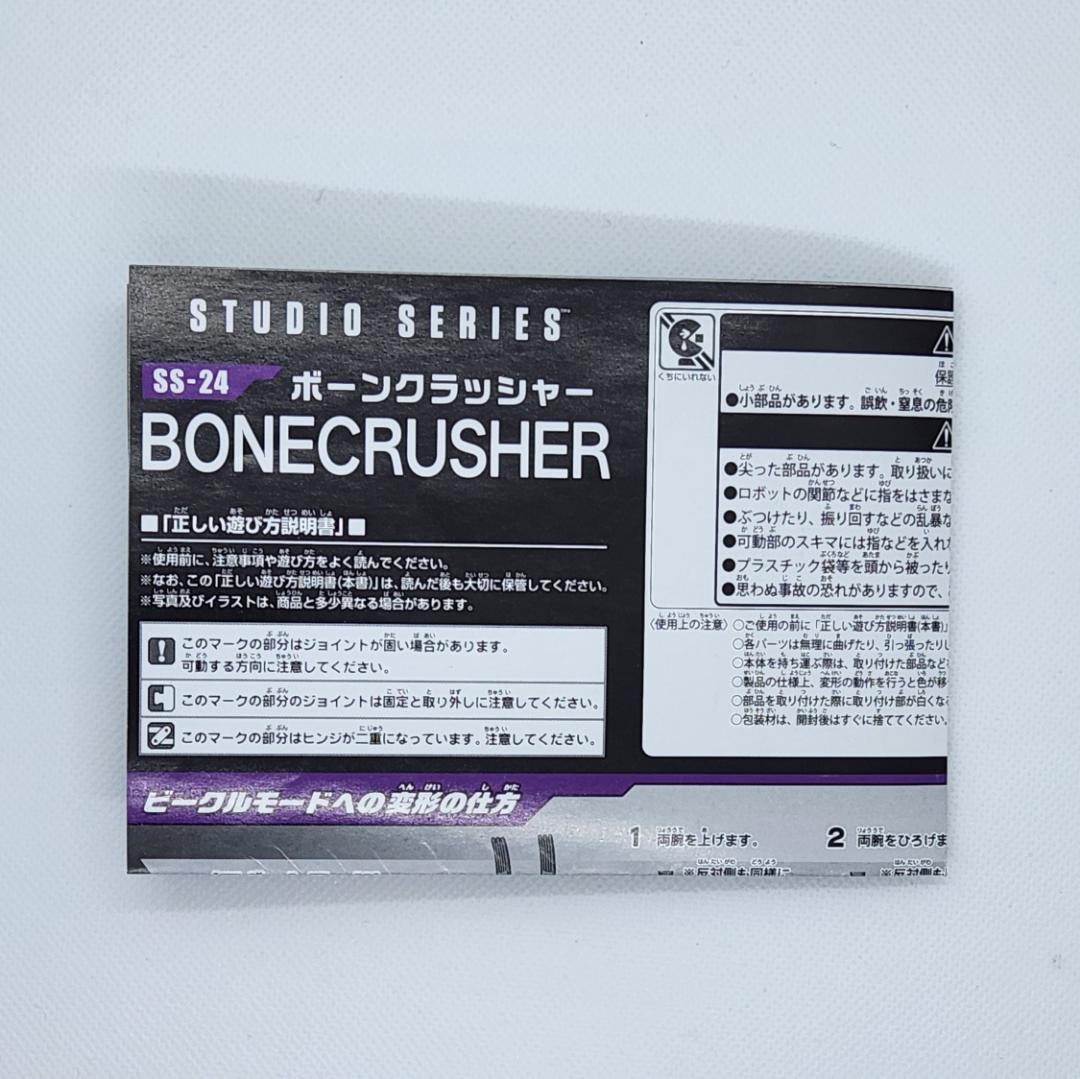 STUDIO SERIES™
SS-24 ボーンクラッシャー
BONECRUSHER
■「正しい遊び方説明書」■
※使用前に、注意事項や遊び方をよく読んでください。
※なお、この「正しい遊び方説明書(本書)」は、読んだ後も大切に保管してください。
※写真及びイラストは、商品と多少異なる場合があります。
このマークの部分はジョイントが固い場合があります。
可動する方向に注意してください。
このマークの部分のジョイントは固定と取り外しに注意してください。
このマークの部分はヒンジが二重になっています。注意してください。
くちにいれない
●小部品があります。誤飲・窒息の危
●尖った部品があります。取り扱いに
●ロボットの関節などに指をはさまな
●ぶつけたり、振り回すなどの乱暴な
●可動部のスキマには指などを入れ
●プラスチック袋等を頭から被ったり
●思わぬ事故の恐れがありますので、
〈使用上の注意〉○ご使用の前に「正しい遊び方説明書(本書)」
○各パーツは無理に曲げたり、引っ張ったりし
○本体を持ち運ぶ際は、取り付けた部品など
○製品の仕様上、変形の動作を行うと色が移
○部品を取り付けた際に取り付け部が白くな
○包装材は、開封後はすぐに捨ててください。
ビークルモードへの変形の仕方
1 両腕を上げます。
2 両腕をひろげま
※反対側も同様に
※反対側も